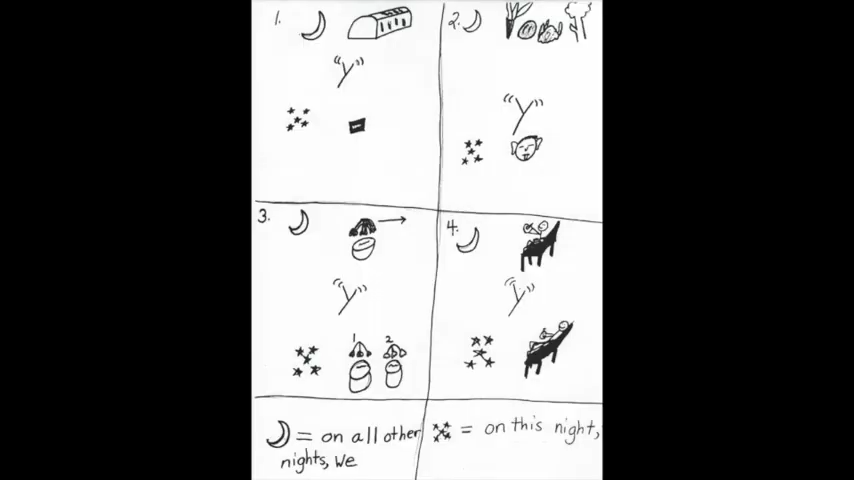 1.
2.
"Y"
"Y"
3.
4.
Y
Y
1 2
= on all other
nights, we
= on this night,